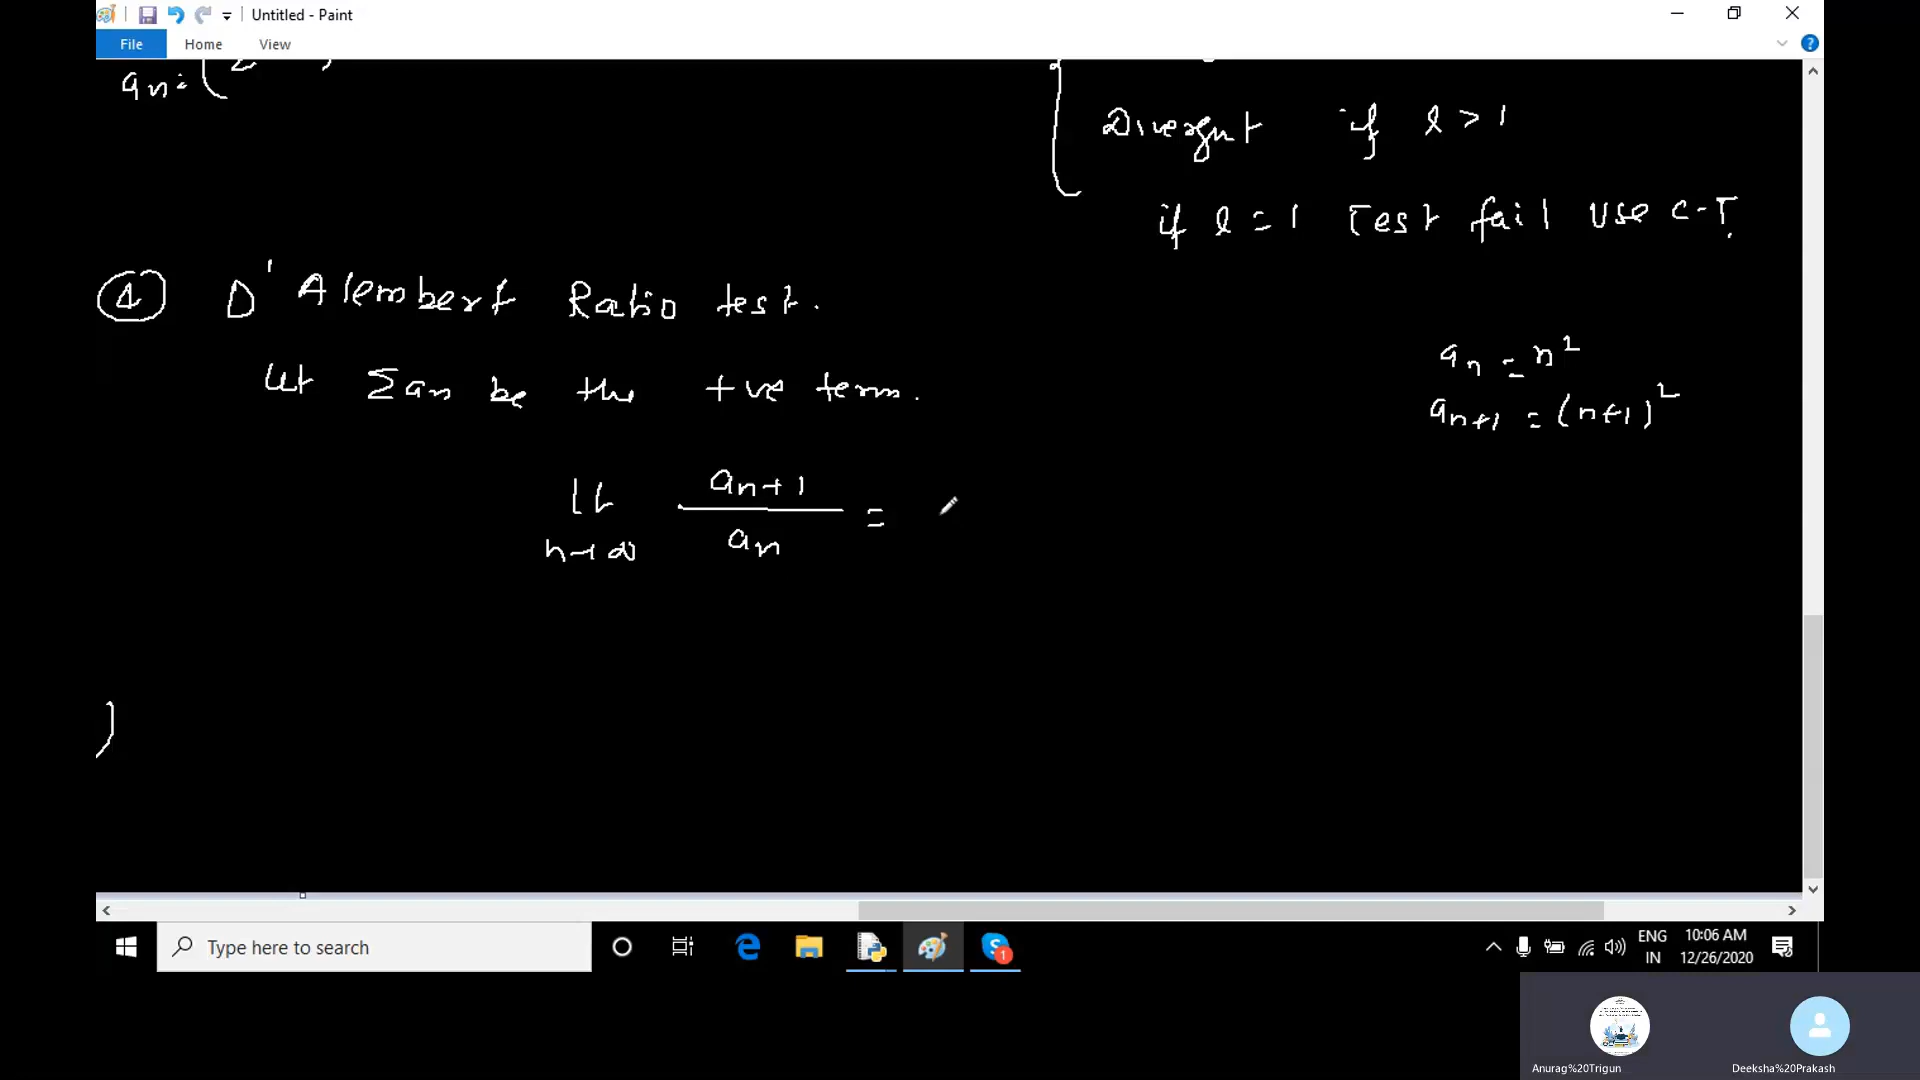 Untitled - Paint
File Home View
an =
Divergent if l > 1
if l = 1 Test fail use C-T.
④ D'Alembert Ratio test.
an = n²
let Σan be the +ve term.
an+1 = (n+1)²
lt an+1
n→∞ an =
)
Type here to search
ENG 10:06 AM
IN 12/26/2020
1
Anurag%20Trigun Deeksha%20Prakash